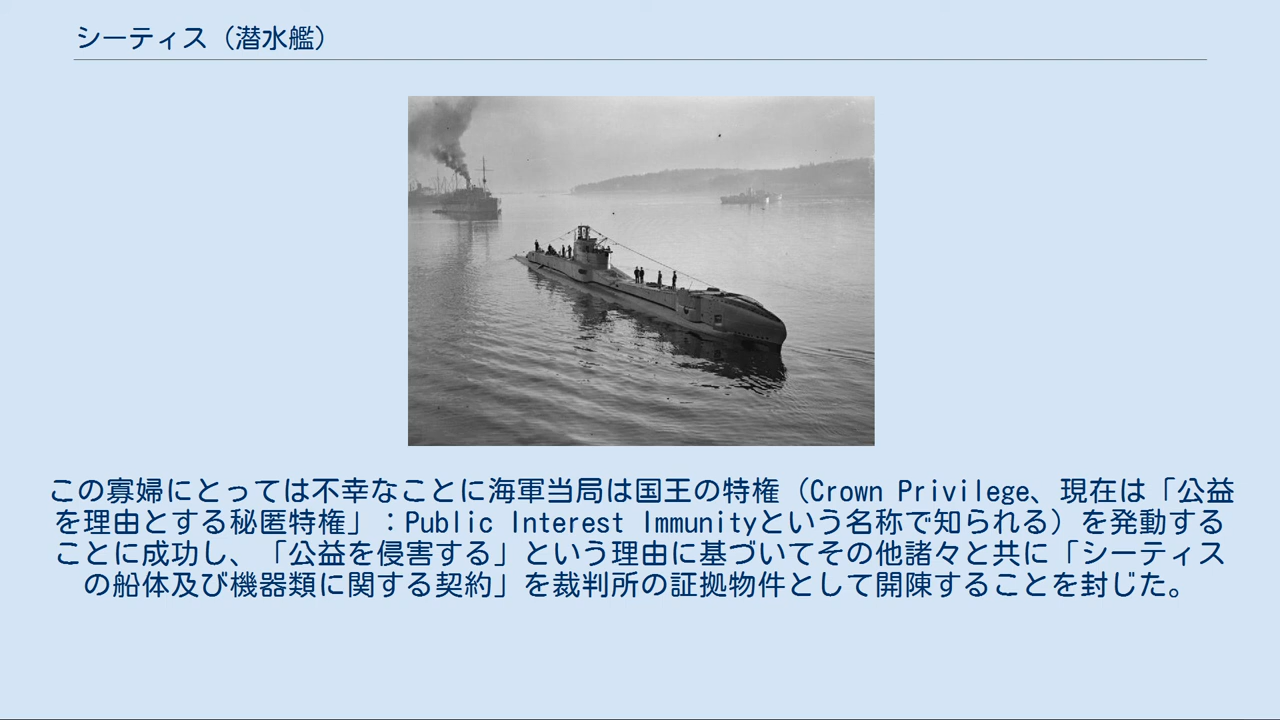 シーティス（潜水艦）
この寡婦にとっては不幸なことに海軍当局は国王の特権（Crown Privilege、現在は「公益
を理由とする秘匿特権」：Public Interest Immunityという名称で知られる）を発動する
ことに成功し、「公益を侵害する」という理由に基づいてその他諸々と共に「シーティス
の船体及び機器類に関する契約」を裁判所の証拠物件として開陳することを封じた。